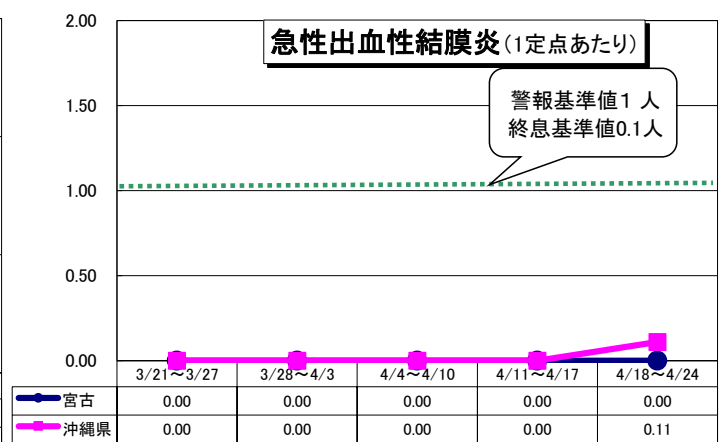 急性出血性結膜炎(1定点あたり)
警報基準値1 人
終息基準値0.1人
2.00
1.50
1.00
0.50
0.00
3/21～3/27 3/28～4/3 4/4～4/10 4/11～4/17 4/18～4/24
宮古 0.00 0.00 0.00 0.00 0.00
沖縄県 0.00 0.00 0.00 0.00 0.11